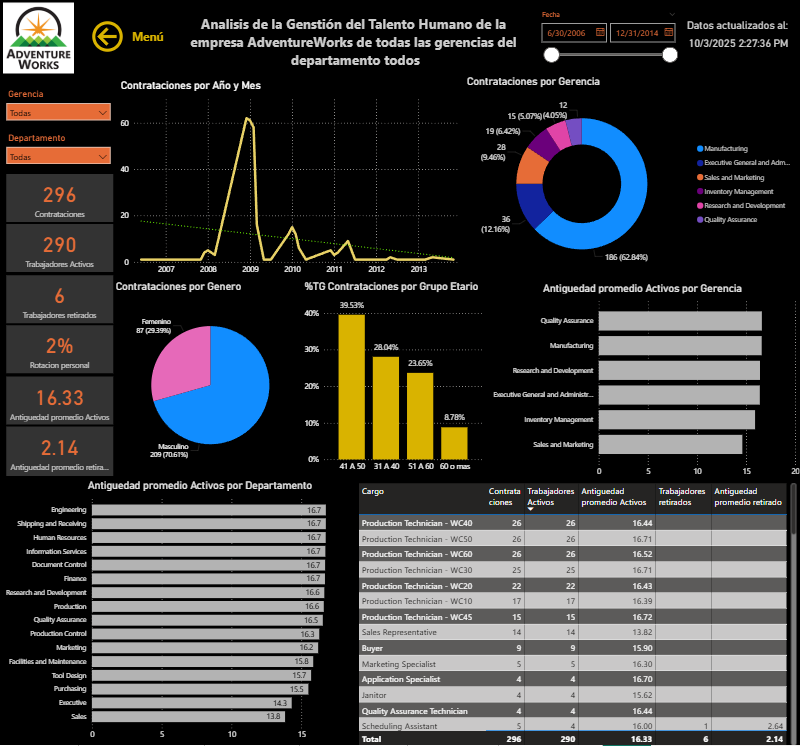 ADVENTURE
WORKS
Menú
Analisis de la Genstión del Talento Humano de la
empresa AdventureWorks de todas las gerencias del
departamento todos
Fecha
6/30/2006
12/31/2014
Datos actualizados al:
10/3/2025 2:27:36 PM
Gerencia
Todas
Departamento
Todas
296
Contrataciones
290
Trabajadores Activos
6
Trabajadores retirados
2%
Rotacion personal
16.33
Antiguedad promedio Activos
2.14
Antiguedad promedio retira...
Contrataciones por Año y Mes
60
40
20
0
2007 2008 2009 2010 2011 2012 2013
Contrataciones por Gerencia
12
(4.05%)
15 (5.07%)
19 (6.42%)
28
(9.46%)
36
(12.16%)
186 (62.84%)
Manufacturing
Executive General and Adm...
Sales and Marketing
Inventory Management
Research and Development
Quality Assurance
Contrataciones por Genero
Femenino
87 (29.39%)
Masculino
209 (70.61%)
%TG Contrataciones por Grupo Etario
40%
30%
20%
10%
0%
39.53%
28.04%
23.65%
8.78%
41 A 50 31 A 40 51 A 60 60 o mas
Antiguedad promedio Activos por Gerencia
Quality Assurance
Manufacturing
Research and Development
Executive General and Administr...
Inventory Management
Sales and Marketing
0 5 10 15 20
Antiguedad promedio Activos por Departamento
Engineering 16.7
Shipping and Receiving 16.7
Human Resources 16.7
Information Services 16.7
Document Control 16.7
Finance 16.7
Research and Development 16.6
Production 16.6
Quality Assurance 16.5
Production Control 16.3
Marketing 16.2
Facilities and Maintenance 15.8
Tool Design 15.7
Purchasing 15.5
Executive 14.3
Sales 13.8
0 5 10 15
Cargo Contrata Trabajadores Antiguedad Trabajadores Antiguedad
ciones Activos promedio Activos retirados promedio retirado
Production Technician - WC40 26 26 16.44
Production Technician - WC50 26 26 16.71
Production Technician - WC60 26 26 16.52
Production Technician - WC30 25 25 16.71
Production Technician - WC20 22 22 16.43
Production Technician - WC10 17 17 16.39
Production Technician - WC45 15 15 16.72
Sales Representative 14 14 13.82
Buyer 9 9 15.90
Marketing Specialist 5 5 16.30
Application Specialist 4 4 16.70
Janitor 4 4 15.62
Quality Assurance Technician 4 4 16.44
Scheduling Assistant 5 4 16.00 1 2.64
Total 296 290 16.33 6 2.14